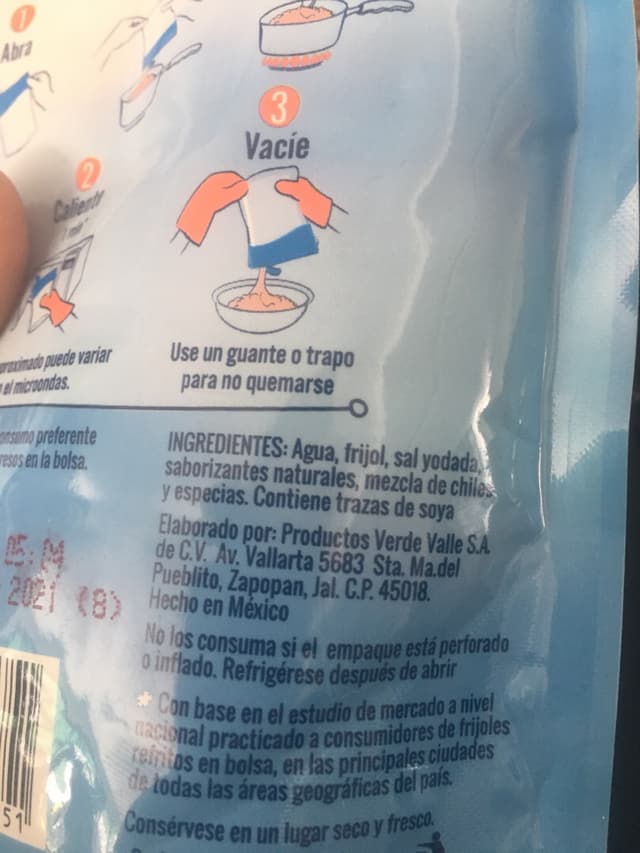 1
Abra
3
Vacíe
2
Caliente
Use un guante o trapo
para no quemarse
puede variar
el microondas.
preferente
en la bolsa.
INGREDIENTES: Agua, frijol, sal yodada,
saborizantes naturales, mezcla de chiles
y especias. Contiene trazas de soya
Elaborado por: Productos Verde Valle S.A.
de C.V. Av. Vallarta 5683 Sta. Ma.del
Pueblito, Zapopan, Jal. C.P. 45018.
Hecho en México
05:04
2021 (8)
No los consuma si el empaque está perforado
o inflado. Refrigérese después de abrir
* Con base en el estudio de mercado a nivel
nacional practicado a consumidores de frijoles
refritos en bolsa, en las principales ciudades
de todas las áreas geográficas del país.
51
Consérvese en un lugar seco y fresco.